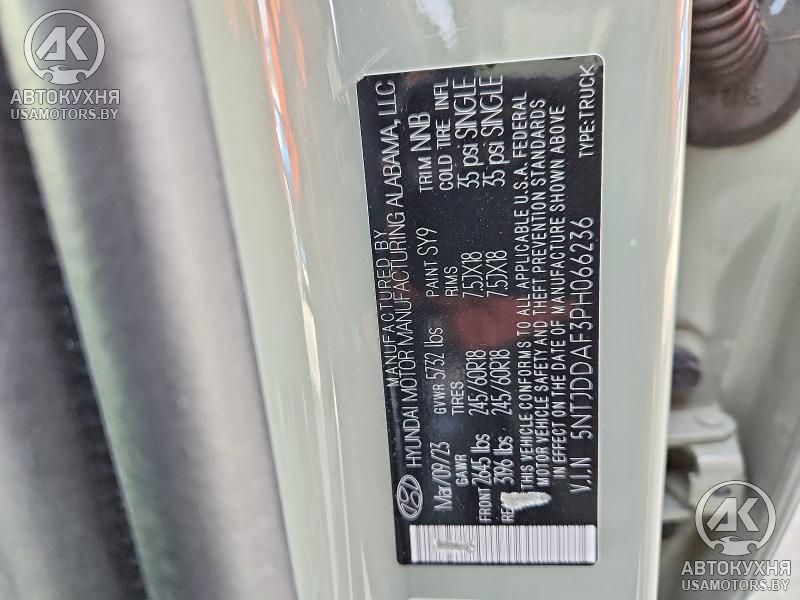 АК
АВТОКУХНЯ
USAMOTORS.BY
MANUFACTURED BY
HYUNDAI MOTOR MANUFACTURING ALABAMA, LLC
Mar/09/23 GVWR 5732 lbs PAINT SY9 TRIM NNB
GAWR TIRES RIMS COLD TIRE INFL
FRONT 2645 lbs 245/60R18 7.5JX18 35 psi SINGLE
3196 lbs 245/60R18 7.5JX18 35 psi SINGLE
THIS VEHICLE CONFORMS TO ALL APPLICABLE U.S.A. FEDERAL
MOTOR VEHICLE SAFETY AND THEFT PREVENTION STANDARDS
IN EFFECT ON THE DATE OF MANUFACTURE SHOWN ABOVE
V.I.N 5NTJDDAF3PH066236 TYPE:TRUCK
АК
АВТОКУХНЯ
USAMOTORS.BY